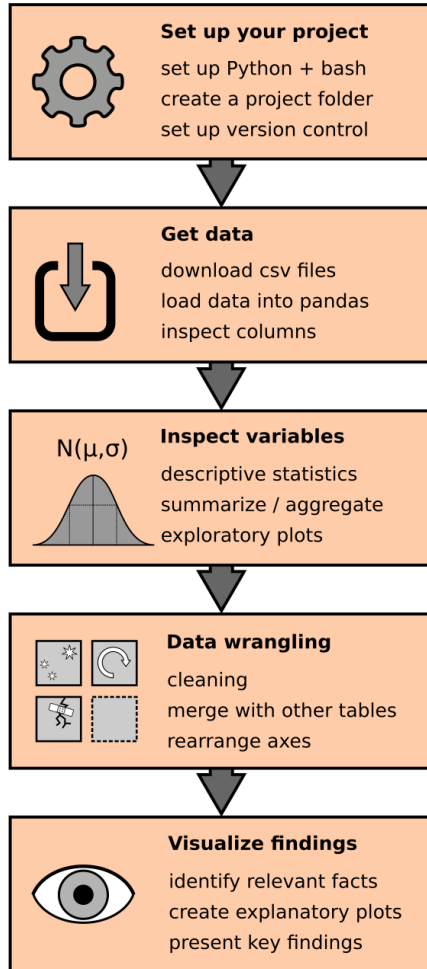 Set up your project
set up Python + bash
create a project folder
set up version control
Get data
download csv files
load data into pandas
inspect columns
N(μ,σ)
Inspect variables
descriptive statistics
summarize / aggregate
exploratory plots
Data wrangling
cleaning
merge with other tables
rearrange axes
Visualize findings
identify relevant facts
create explanatory plots
present key findings